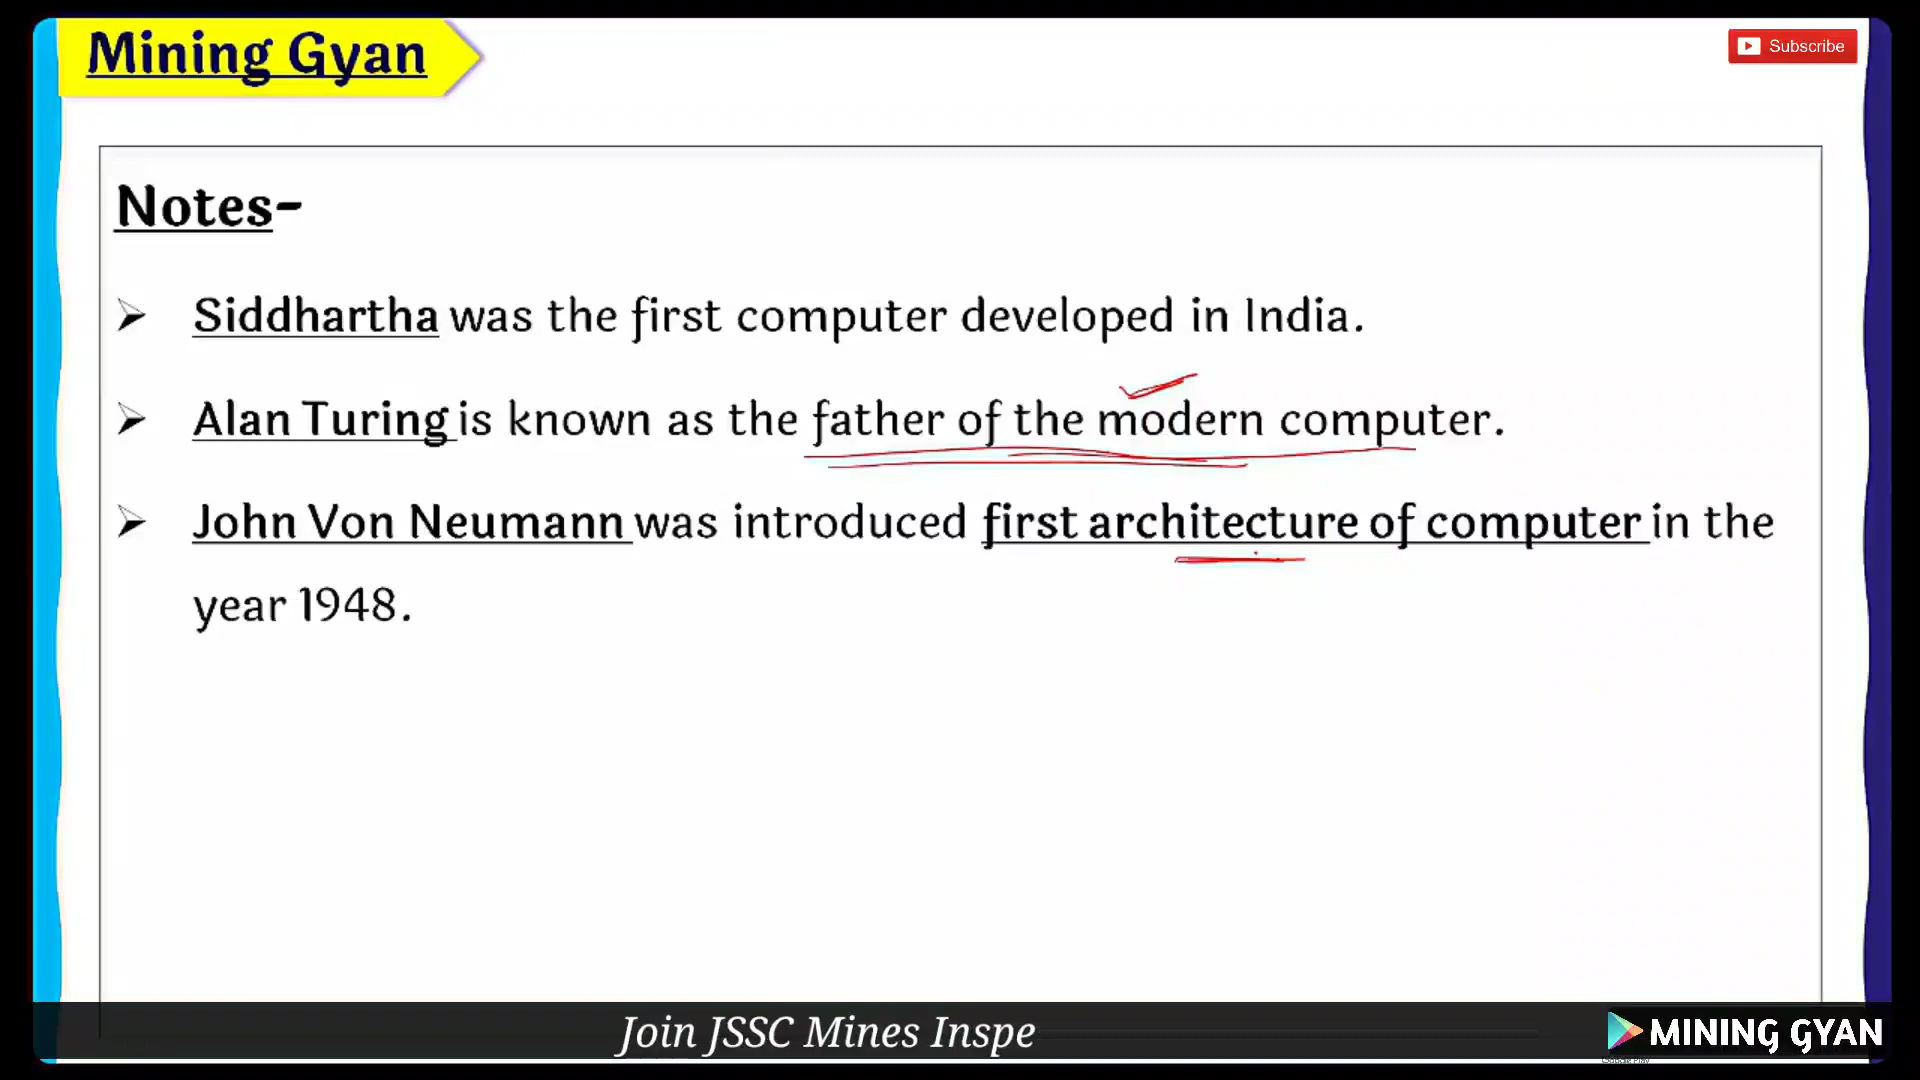 Mining Gyan
Subscribe
Notes-
Siddhartha was the first computer developed in India.
Alan Turing is known as the father of the modern computer.
John Von Neumann was introduced first architecture of computer in the
year 1948.
Join JSSC Mines Inspe
MINING GYAN
Google Play